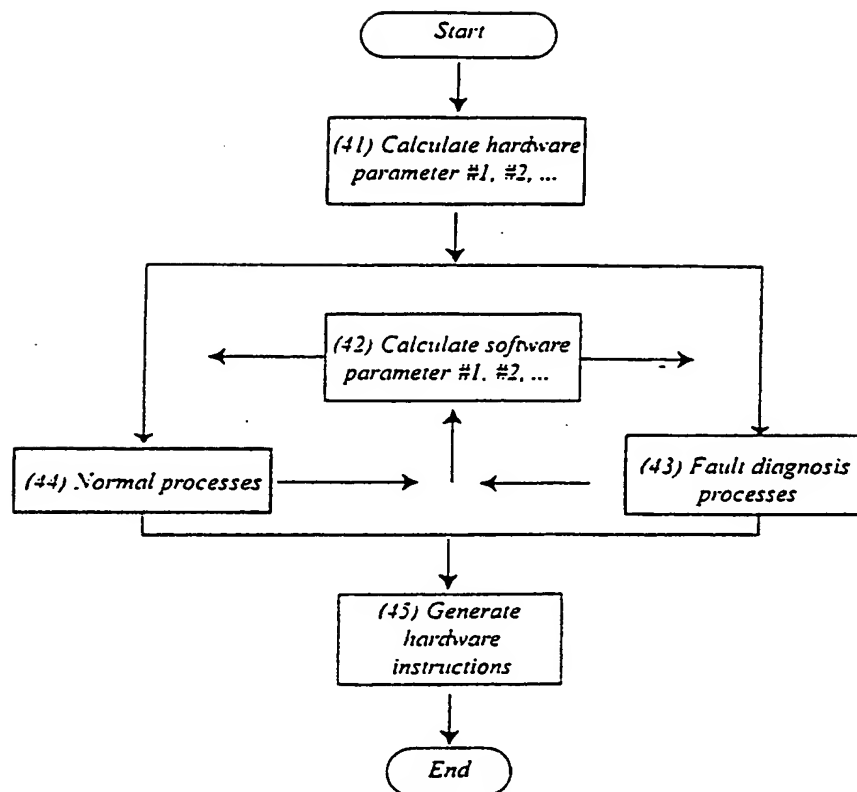 Start
(41) Calculate hardware
parameter #1, #2, ...
(42) Calculate software
parameter #1, #2, ...
(44) Normal processes
(43) Fault diagnosis
processes
(45) Generate
hardware
instructions
End